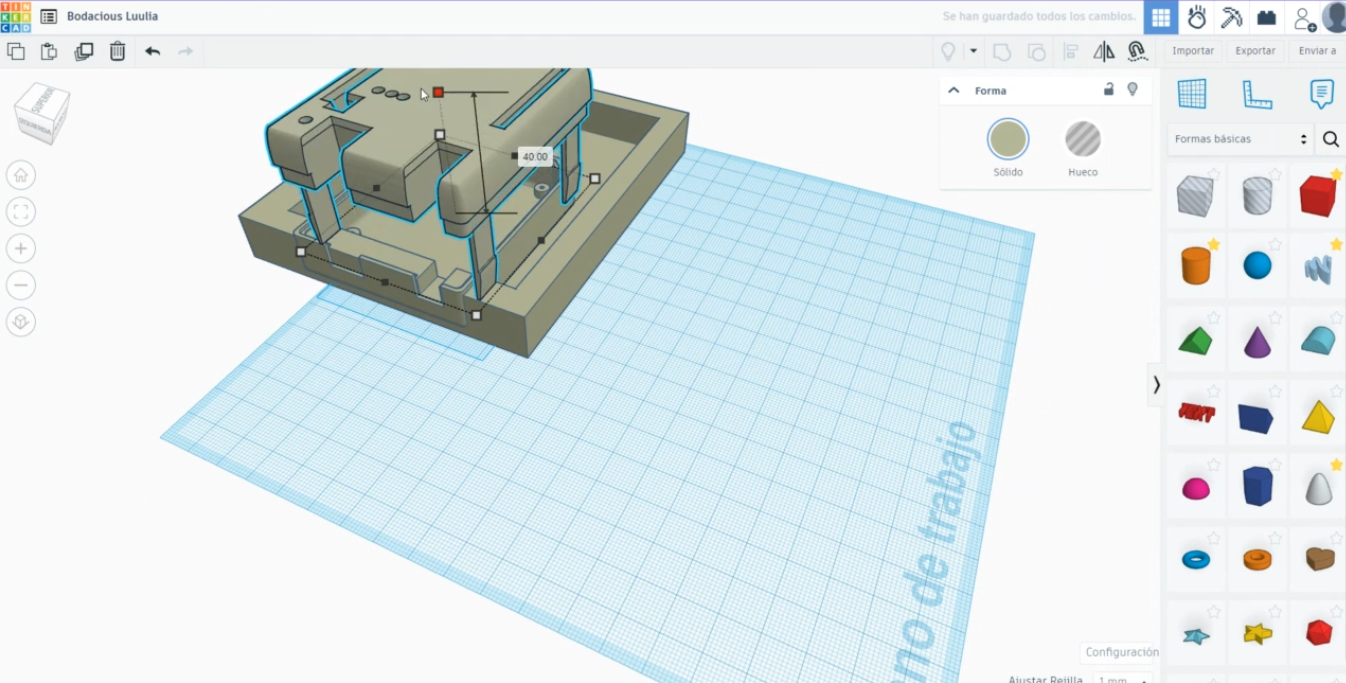 TIN
KER
CAD
Bodacious Luulia
Se han guardado todos los cambios.
Importar
Exportar
Enviar a
SUPERIOR
IZQUIERDA
Forma
Sólido
Hueco
Formas básicas
40.00
TEXT
no de trabajo
Configuración
Ajustar Rejilla
1 mm